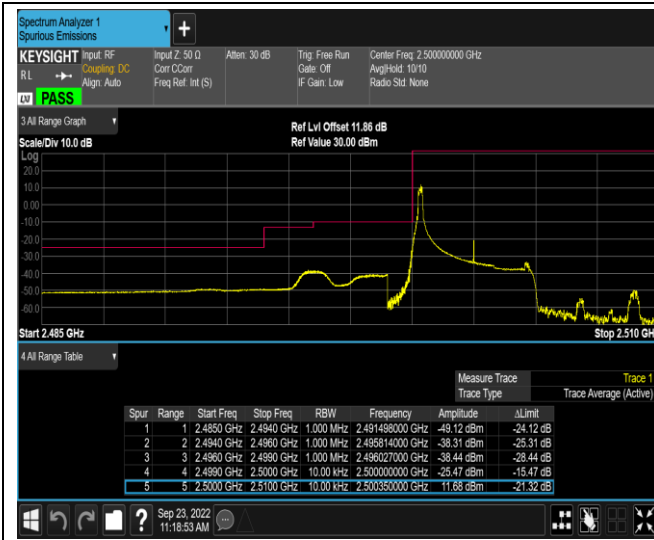 Spectrum Analyzer 1
Spurious Emissions
+
KEYSIGHT Input: RF Input Z: 50 Ω Atten: 30 dB Trig: Free Run Center Freq: 2.500000000 GHz
RL Coupling: DC Corr CCorr Gate: Off Avg|Hold: 10/10
Align: Auto Freq Ref: Int (S) IF Gain: Low Radio Std: None
LXI PASS
3 All Range Graph
Ref Lvl Offset 11.86 dB
Scale/Div 10.0 dB Ref Value 30.00 dBm
Log
20.0
10.0
0.00
-10.0
-20.0
-30.0
-40.0
-50.0
-60.0
Start 2.485 GHz Stop 2.510 GH
4 All Range Table
Measure Trace Trace 1
Trace Type Trace Average (Active)
Spur Range Start Freq Stop Freq RBW Frequency Amplitude ΔLimit
1 1 2.4850 GHz 2.4940 GHz 1.000 MHz 2.491498000 GHz -49.12 dBm -24.12 dB
2 2 2.4940 GHz 2.4960 GHz 1.000 MHz 2.495814000 GHz -38.31 dBm -25.31 dB
3 3 2.4960 GHz 2.4990 GHz 1.000 MHz 2.496027000 GHz -38.44 dBm -28.44 dB
4 4 2.4990 GHz 2.5000 GHz 10.00 kHz 2.500000000 GHz -25.47 dBm -15.47 dB
5 5 2.5000 GHz 2.5100 GHz 10.00 kHz 2.500350000 GHz 11.68 dBm -21.32 dB
?
Sep 23, 2022
11:18:53 AM